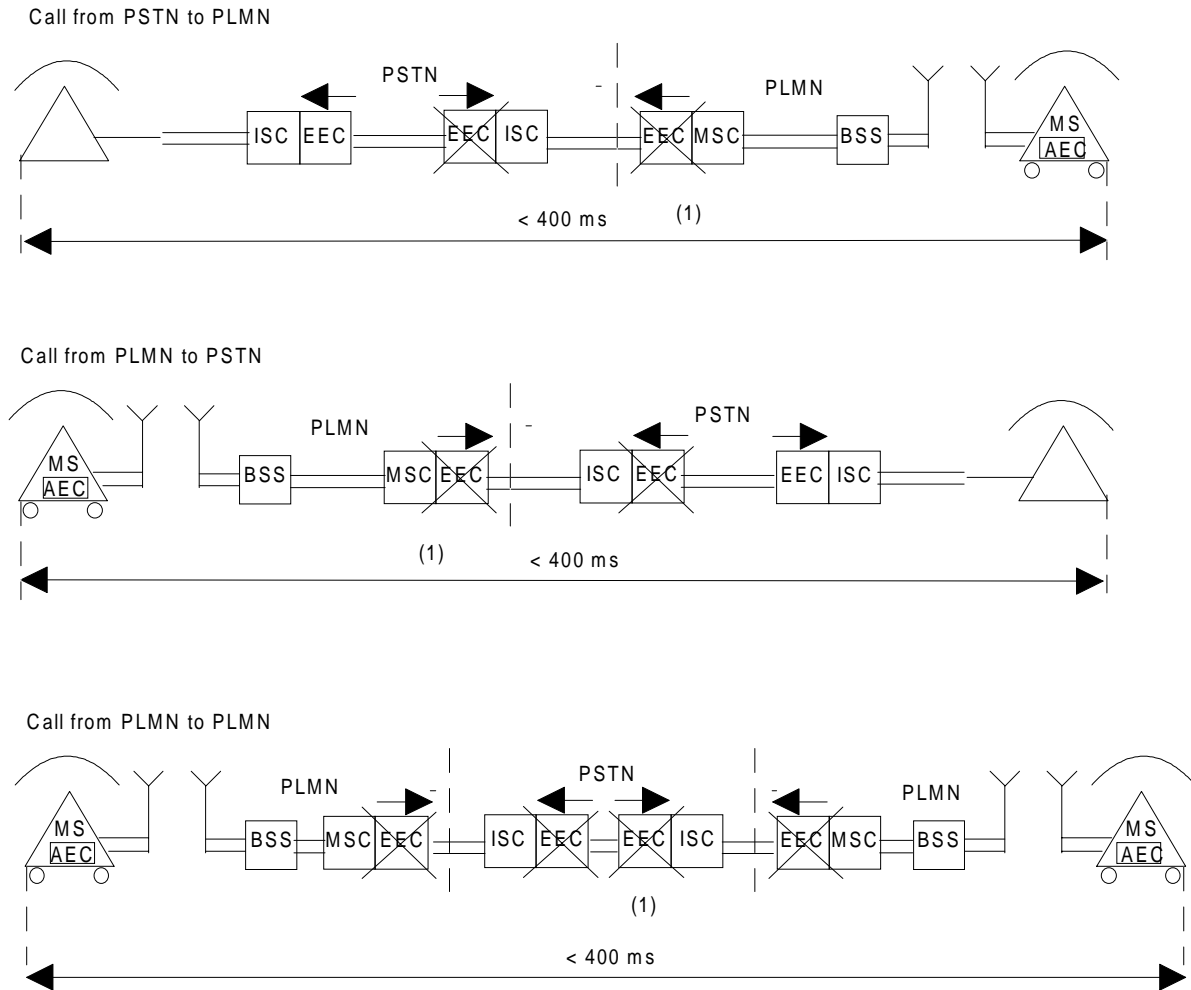 Call from PSTN to PLMN
PSTN
PLMN
ISC EEC EEC ISC EEC MSC BSS MS
AEC
(1)
< 400 ms
Call from PLMN to PSTN
PLMN
PSTN
MS
AEC
BSS MSC EEC ISC EEC EEC ISC
(1)
< 400 ms
Call from PLMN to PLMN
PLMN
PSTN
PLMN
MS
AEC
BSS MSC EEC ISC EEC EEC ISC EEC MSC BSS MS
AEC
(1)
< 400 ms